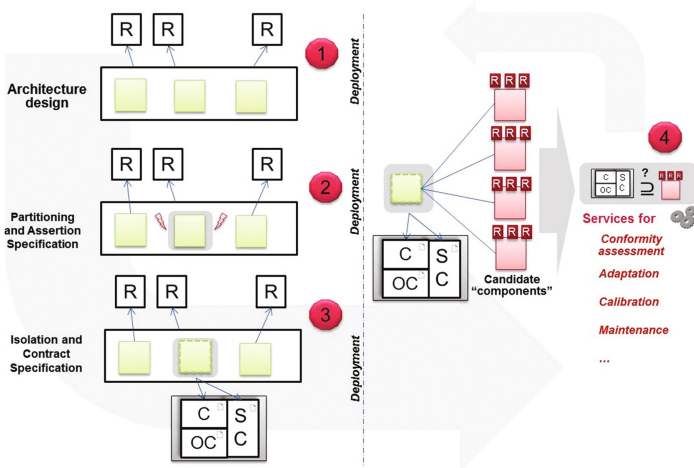 R R R
1
Architecture
design
Deployment
R R R
2
Partitioning
and Assertion
Specification
Deployment
R R R
3
Isolation and
Contract
Specification
Deployment
C S
OC C
R R R
R R R
R R R
R R R
C S
OC C
Candidate
“components”
4
C S ? R R R
OC C ⊇
Services for
Conformity
assessment
Adaptation
Calibration
Maintenance
...